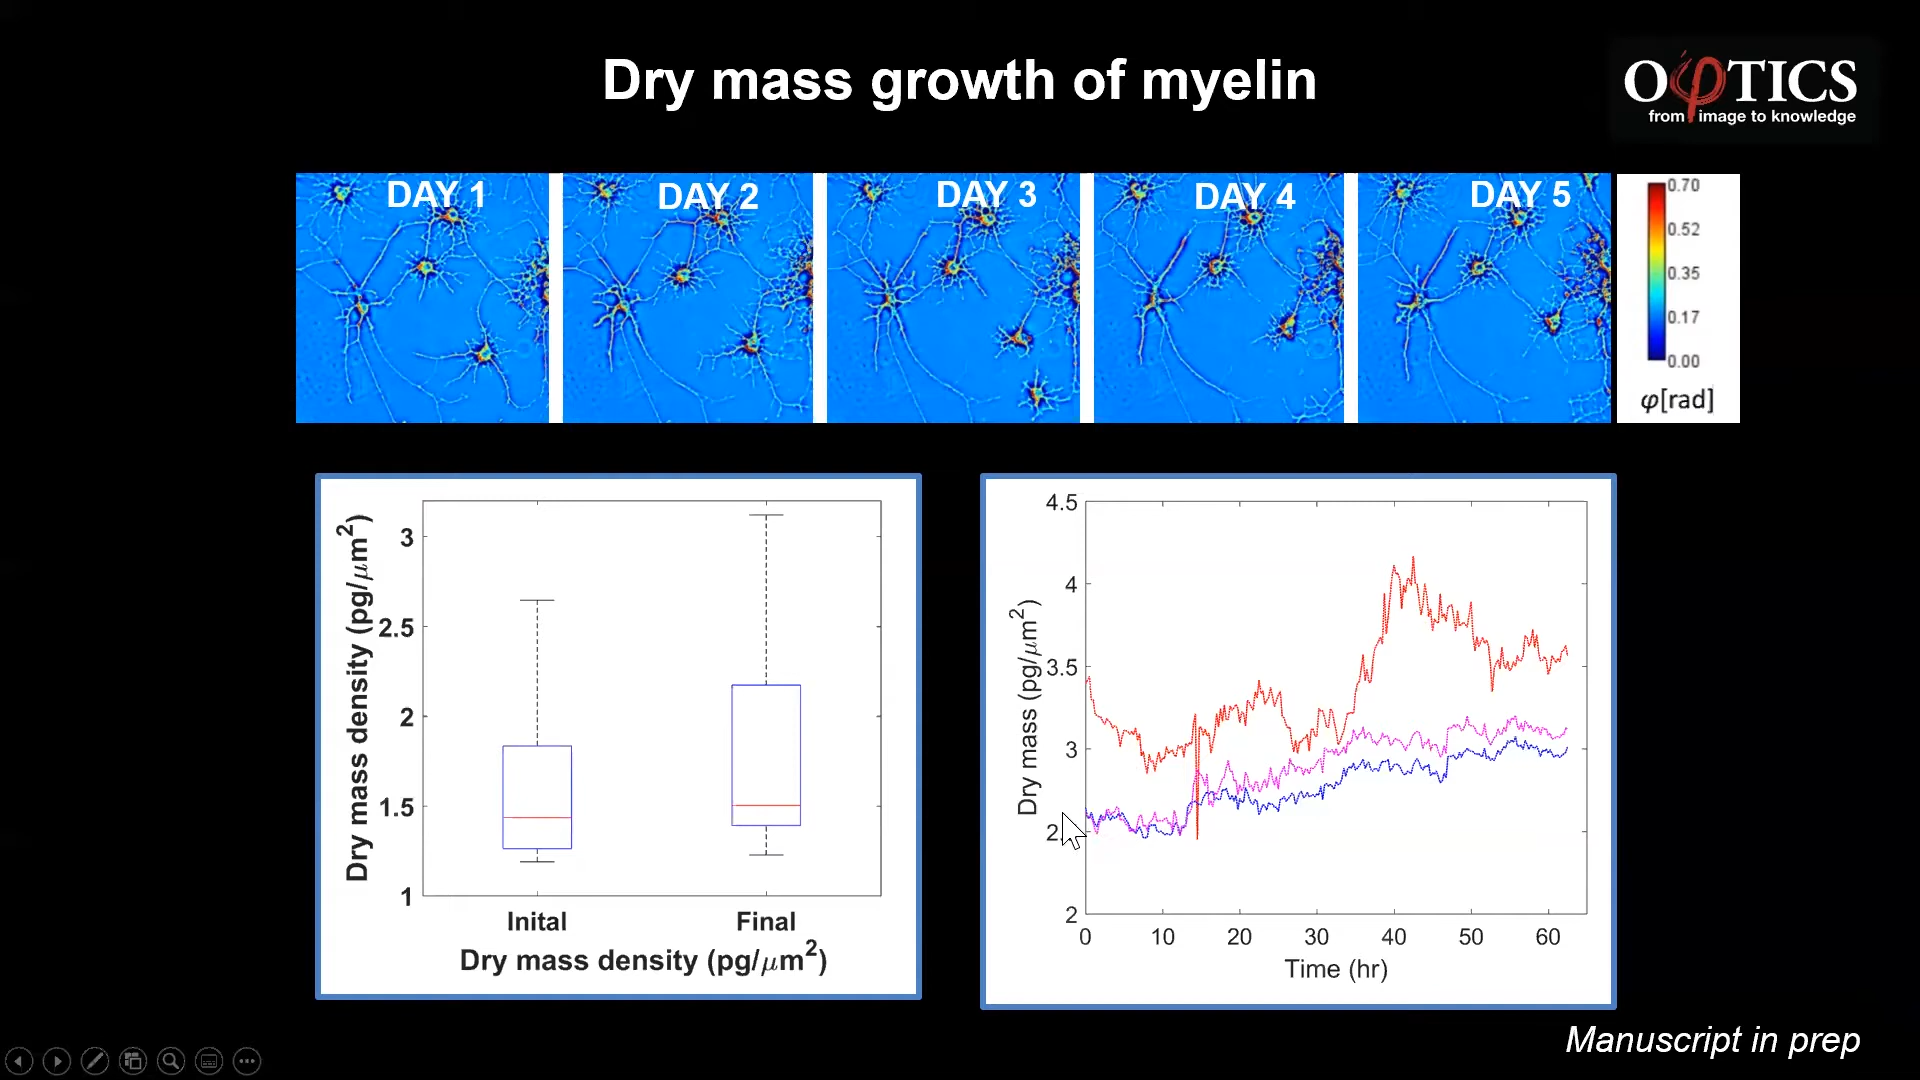 Dry mass growth of myelin
OφTICS
from image to knowledge
DAY 1
DAY 2
DAY 3
DAY 4
DAY 5
0.70
0.52
0.35
0.17
0.00
φ[rad]
Dry mass density (pg/μm²)
3
2.5
2
1.5
1
Inital
Final
Dry mass density (pg/μm²)
Dry mass (pg/μm²)
4.5
4
3.5
3
2.
2
0
10
20
30
40
50
60
Time (hr)
Manuscript in prep